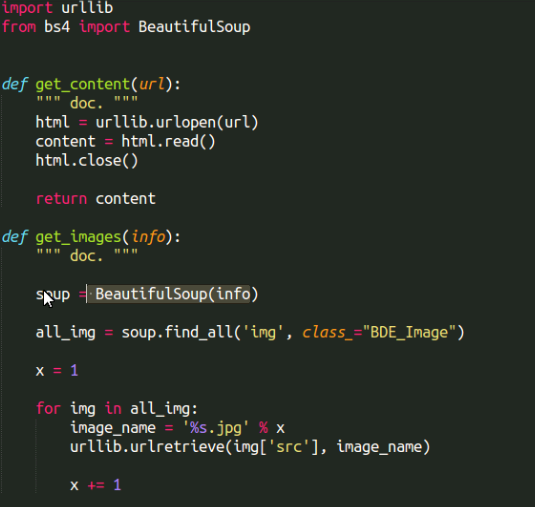 import urllib
from bs4 import BeautifulSoup
def get_content(url):
""" doc. """
html = urllib.urlopen(url)
content = html.read()
html.close()
return content
def get_images(info):
""" doc. """
soup = BeautifulSoup(info)
all_img = soup.find_all('img', class_="BDE_Image")
x = 1
for img in all_img:
image_name = '%s.jpg' % x
urllib.urlretrieve(img['src'], image_name)
x += 1